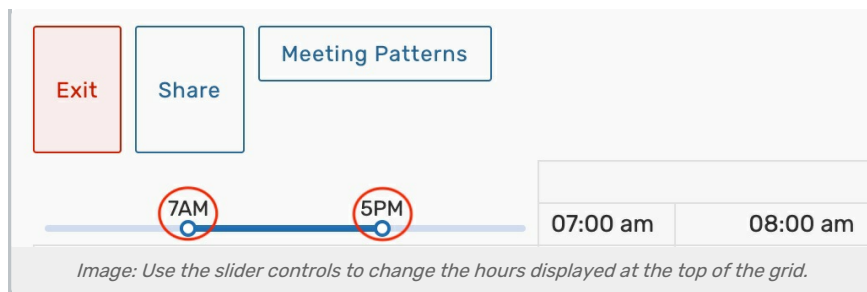 Meeting Patterns
Exit Share
7AM 5PM
07:00 am 08:00 am
Image: Use the slider controls to change the hours displayed at the top of the grid.